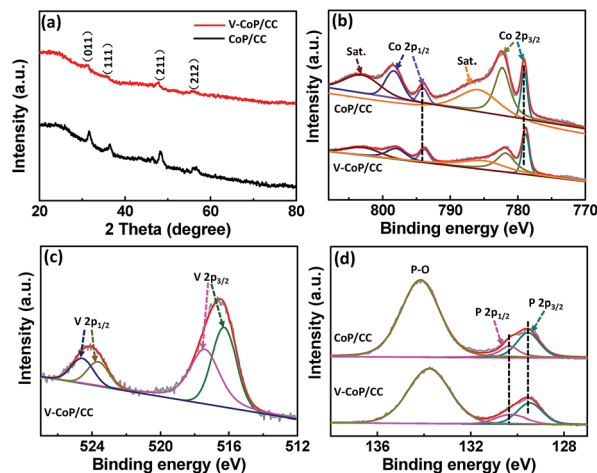 (a)
V-CoP/CC
CoP/CC
(011)
(111)
(211)
(212)
Intensity (a.u.)
20 30 40 50 60 70 80
2 Theta (degree)
(b)
Sat.
Co 2p1/2
Sat.
Co 2p3/2
CoP/CC
V-CoP/CC
Intensity (a.u.)
800 790 780 770
Binding energy (eV)
(c)
V 2p3/2
V 2p1/2
V-CoP/CC
Intensity (a.u.)
524 520 516 512
Binding energy (eV)
(d)
P-O
P 2p1/2
P 2p3/2
CoP/CC
V-CoP/CC
Intensity (a.u.)
136 132 128
Binding energy (eV)